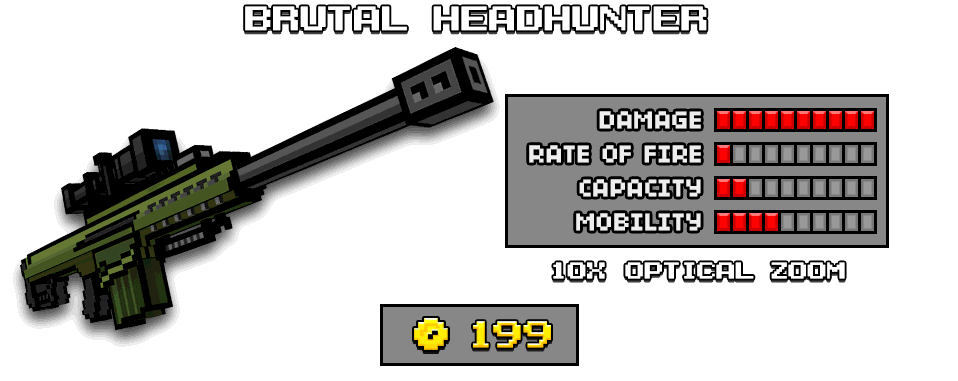 BRUTAL HEADHUNTER
DAMAGE
RATE OF FIRE
CAPACITY
MOBILITY
10X OPTICAL ZOOM
199